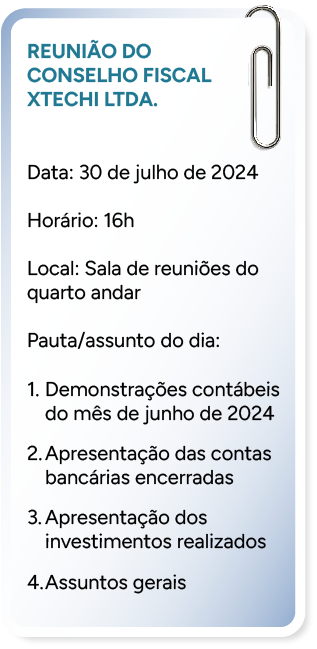 REUNIÃO DO
CONSELHO FISCAL
XTECHI LTDA.
Data: 30 de julho de 2024
Horário: 16h
Local: Sala de reuniões do
quarto andar
Pauta/assunto do dia:
1. Demonstrações contábeis
do mês de junho de 2024
2. Apresentação das contas
bancárias encerradas
3. Apresentação dos
investimentos realizados
4. Assuntos gerais